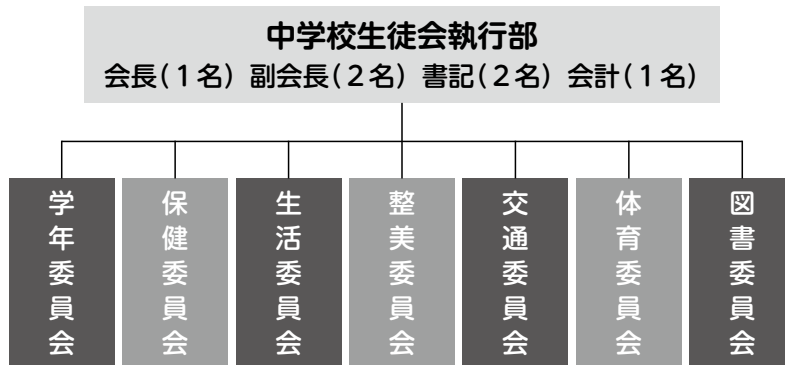 中学校生徒会執行部
会長(1名) 副会長(2名) 書記(2名) 会計(1名)
学年委員会
保健委員会
生活委員会
整美委員会
交通委員会
体育委員会
図書委員会